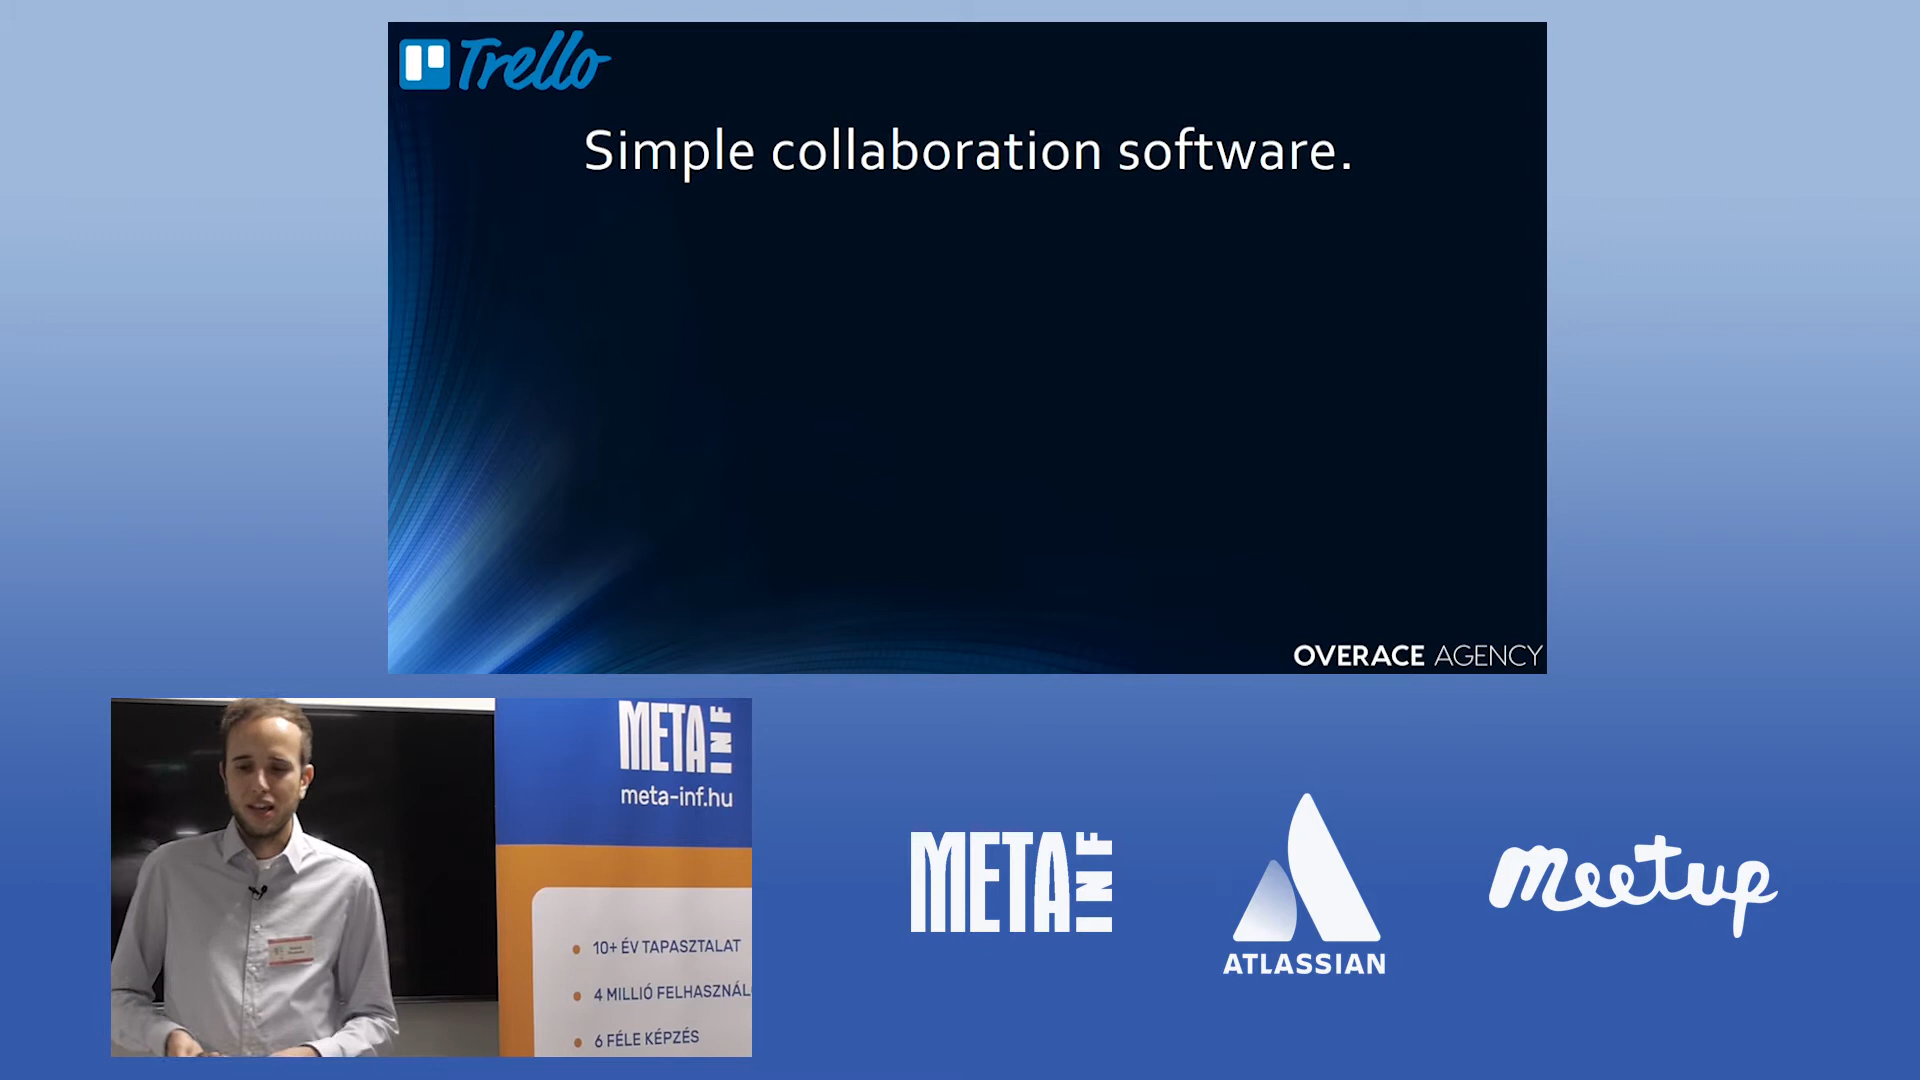 Trello
Simple collaboration software.
OVERACE AGENCY
META INF
meta-inf.hu
10+ ÉV TAPASZTALAT
4 MILLIÓ
6 FÉLE KÉPZÉS
META INF
ATLASSIAN
meetup